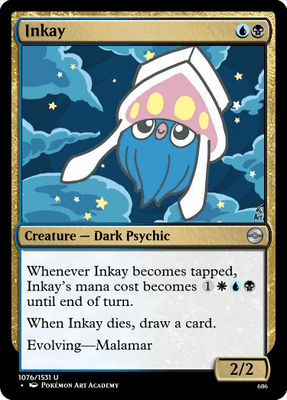 Inkay
Creature — Dark Psychic
Whenever Inkay becomes tapped,
Inkay's mana cost becomes 1
until end of turn.
When Inkay dies, draw a card.
Evolving—Malamar
2/2
1076/1531 U
• Pokémon Art Academy
686